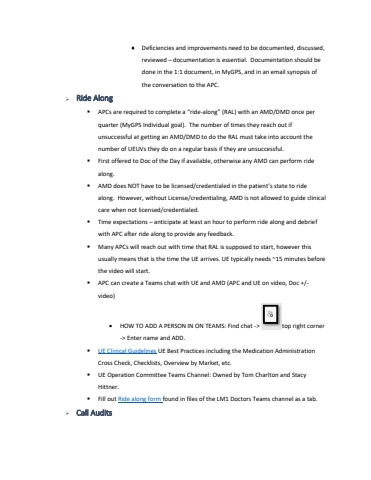 ♦ Deficiencies and improvements need to be documented, discussed,
reviewed – documentation is essential. Documentation should be
done in the 1:1 document, in MyGPS, and in an email synopsis of
the conversation to the APC.
➢ Ride Along
▪ APCs are required to complete a “ride-along” (RAL) with an AMD/DMD once per
quarter (MyGPS Individual goal). The number of times they reach out if
unsuccessful at getting an AMD/DMD to do the RAL must take into account the
number of UEUVs they do on a regular basis if they are unsuccessful.
▪ First offered to Doc of the Day if available, otherwise any AMD can perform ride
along.
▪ AMD does NOT have to be licensed/credentialed in the patient’s state to ride
along. However, without License/Credentialing, AMD is not allowed to guide clinical
care when not licensed/credentialed.
▪ Time expectations – anticipate at least an hour to perform ride along and debrief
with APC after ride along to provide any feedback.
▪ Many APCs will reach out with time that RAL is supposed to start, however this
usually means that is the time the UE arrives. UE typically needs ~15 minutes before
the video will start.
▪ APC can create a Teams chat with UE and AMD (APC and UE on video, Doc +/-
video)
• HOW TO ADD A PERSON IN ON TEAMS: Find chat -> top right corner
-> Enter name and ADD.
▪ UE Clinical Guidelines UE Best Practices including the Medication Administration
Cross Check, Checklists, Overview by Market, etc.
▪ UE Operation Committee Teams Channel: Owned by Tom Charlton and Stacy
Hittner.
▪ Fill out Ride along form found in files of the LM1 Doctors Teams channel as a tab.
➢ Call Audits